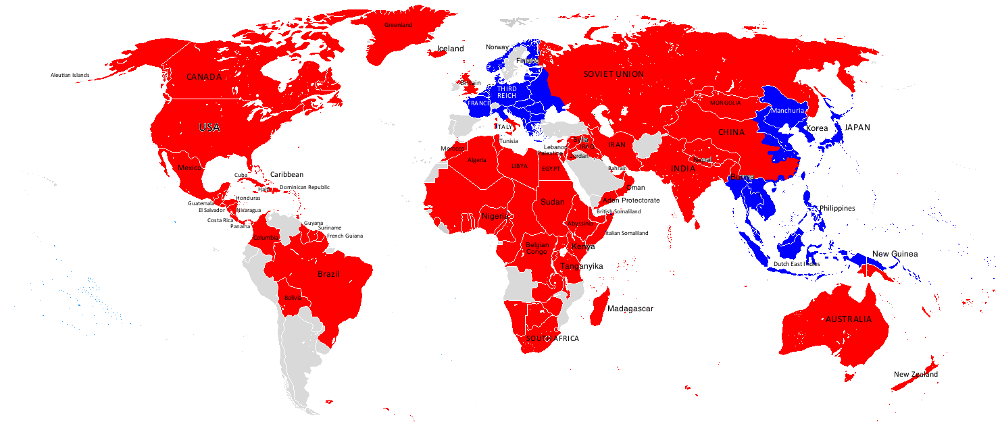 Greenland
Iceland
Norway
Finland
Aleutian Islands
CANADA
SOVIET UNION
Britain
THIRD
REICH
FRANCE
MONGOLIA
Manchuria
USA
ITALY
CHINA
Korea
JAPAN
Tunisia
Morocco
Syria
IRAQ
IRAN
Lebanon
Palestine
Jordan
Algeria
LIBYA
EGYPT
Nepal
INDIA
Bahrain
Mexico
Cuba
Caribbean
Burma
Haiti
Dominican Republic
Oman
Honduras
Guatemala
Aden Protectorate
El Salvador
Nicaragua
Sudan
British Somaliland
Philippines
Costa Rica
Panama
Nigeria
Guyana
Suriname
Abyssinia
Italian Somaliland
French Guiana
Columbia
Belgian
Congo
Kenya
New Guinea
Tanganyika
Dutch East Indies
Brazil
Bolivia
Madagascar
AUSTRALIA
SOUTH AFRICA
New Zealand